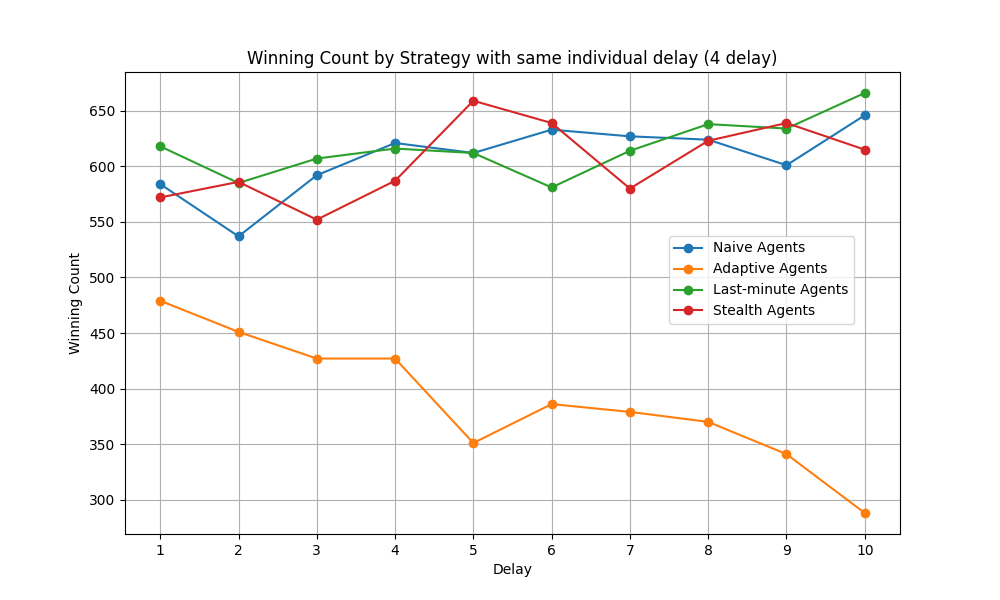 Winning Count by Strategy with same individual delay (4 delay)
Winning Count
650
600
550
500
450
400
350
300
Naive Agents
Adaptive Agents
Last-minute Agents
Stealth Agents
1 2 3 4 5 6 7 8 9 10
Delay